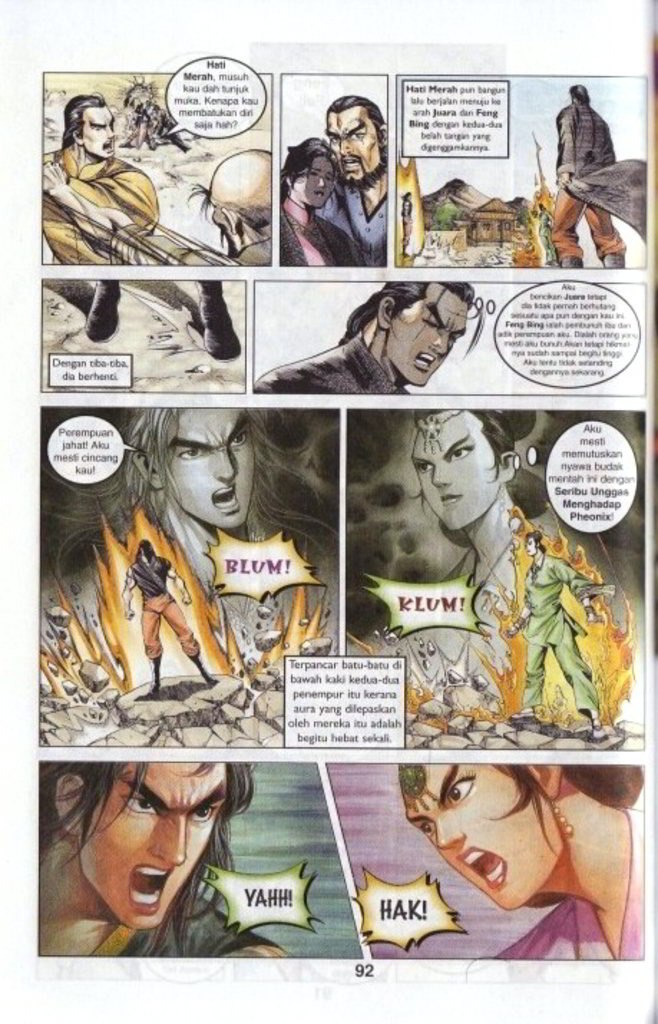 Hati
Merah, musuh
kau dah tunjuk
muka. Kenapa kau
membatukan diri
saja hah?
Hati Merah pun bangun
lalu berjalan menuju ke
arah Juara dan Feng
Bing dengan kedua-dua
belah tangan yang
digenggamkannya.
Dengan tiba-tiba,
dia berhenti.
Aku
bencikan Juara tetapi
dia tidak pernah berhutang
sesuatu apa pun dengan kau!
Feng Bing ialah pembunuh ibu dan
adik perempuan aku. Dialah orang yang
mesti aku bunuh. Dalam tetapi hikmat-
nya sudah sampai begitu tinggi!
Aku tentu tidak setanding
dengannya sekarang.
Perempuan
jahat! Aku
mesti cincang
kau!
BLUM!
Aku
mesti
memutuskan
nyawa budak
mentah ini dengan
Seribu Unggas
Menghadap
Pheonix!
KLUM!
Terpancar batu-batu di
bawah kaki kedua-dua
penempur itu kerana
aura yang dilepaskan
oleh mereka itu adalah
begitu hebat sekali.
YAHH!
HAK!
92